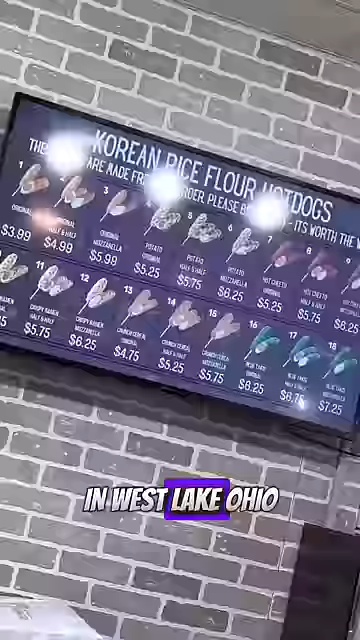 KOREAN RICE FLOUR HOTDOGS
THE ARE MADE ORDER. PLEASE - ITS WORTH THE
1 2 3 4 5 6 7 8 9
ORIGINAL ORIGINAL HALF & HALF ORIGINAL MOZZARELLA POTATO ORIGINAL POTATO HALF & HALF POTATO MOZZARELLA HOT CHEETO ORIGINAL HOT CHEETO HALF & HALF
$3.99 $4.99 $5.99 $5.25 $5.75 $6.25 $5.25 $5.75 $6.25
11 12 13 14 15 16 17 18
CRISPY RAMEN HALF & HALF CRISPY RAMEN MOZZARELLA CRUNCH CEREAL ORIGINAL CRUNCH CEREAL HALF & HALF CRUNCH CEREAL MOZZARELLA BLUE TAKIS ORIGINAL BLUE TAKIS HALF & HALF BLUE TAKIS MOZZARELLA
$5.75 $6.25 $4.75 $5.25 $5.75 $6.25 $6.75 $7.25
IN WEST LAKE OHIO